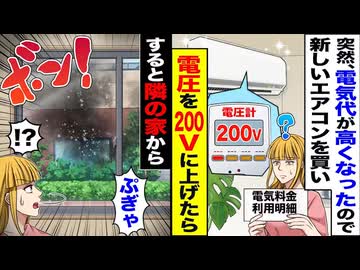 突然、電気代が高くなったので
新しいエアコンを買い
電圧を200Vに上げたら
すると隣の家から
電圧計
200V
?
電気料金
利用明細
ボン!
!?
ぷぎゃ